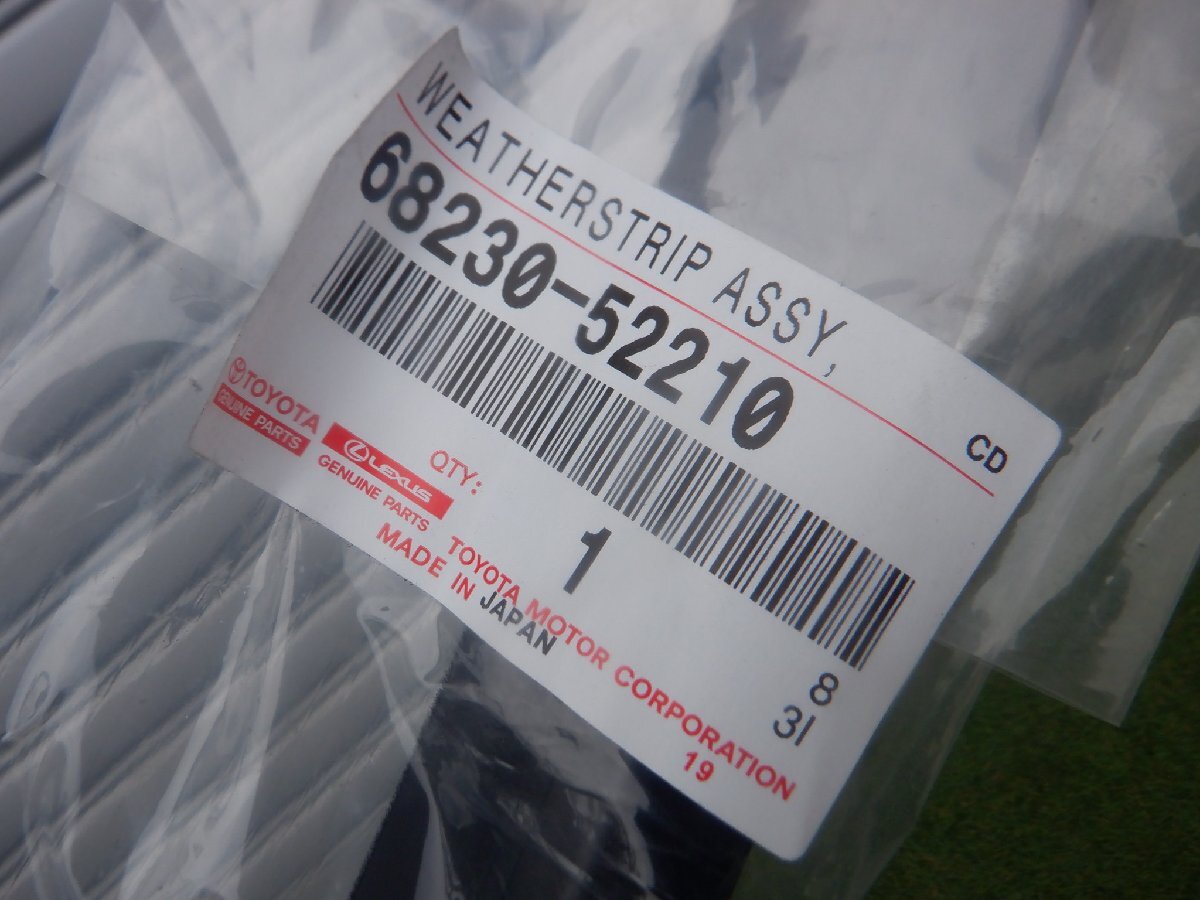 WEATHERSTRIP ASSY,
CD
68230-52210
TOYOTA
GENUINE PARTS
LEXUS
GENUINE PARTS
QTY:
1
TOYOTA MOTOR CORPORATION
MADE IN JAPAN
8
3I
19